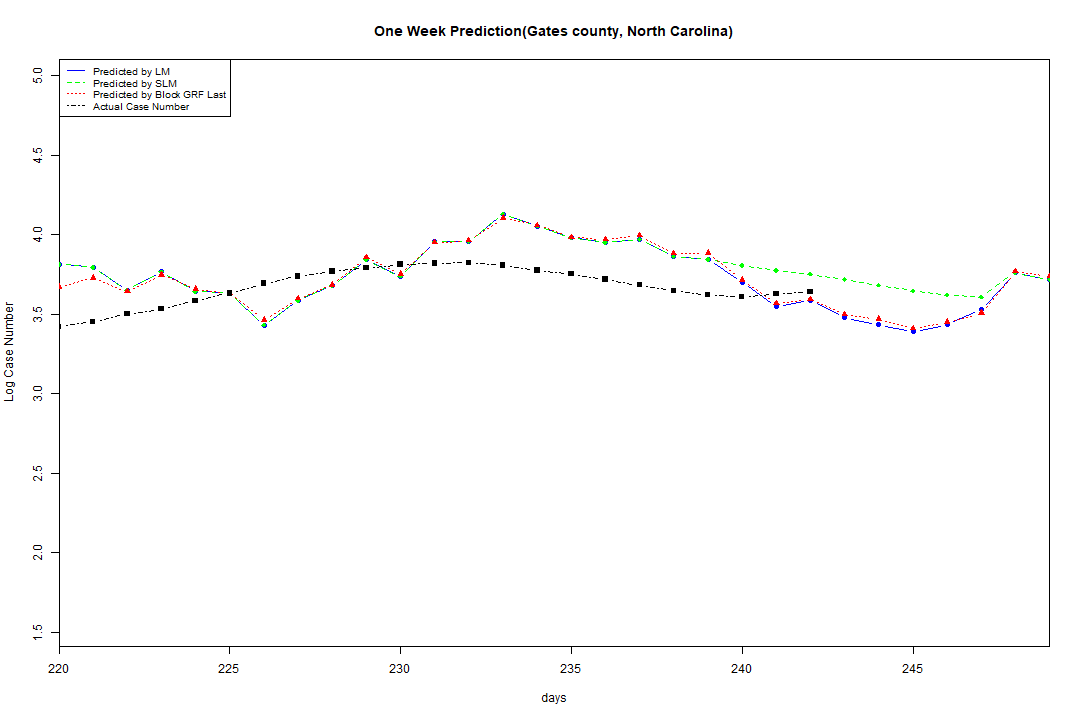 One Week Prediction(Gates county, North Carolina)
Predicted by LM
Predicted by SLM
Predicted by Block GRF Last
Actual Case Number
5.0
4.5
4.0
3.5
3.0
2.5
2.0
1.5
Log Case Number
220 225 230 235 240 245
days